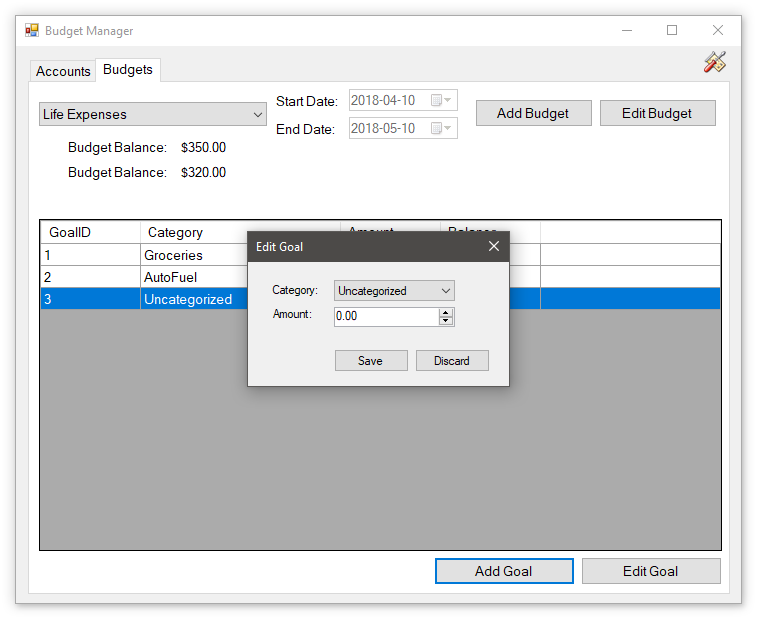 Budget Manager
Accounts Budgets
Life Expenses
Start Date: 2018-04-10
End Date: 2018-05-10
Add Budget Edit Budget
Budget Balance: $350.00
Budget Balance: $320.00
GoalID Category Amount Balance
1 Groceries
2 AutoFuel
3 Uncategorized
Edit Goal
Category: Uncategorized
Amount: 0.00
Save Discard
Add Goal Edit Goal